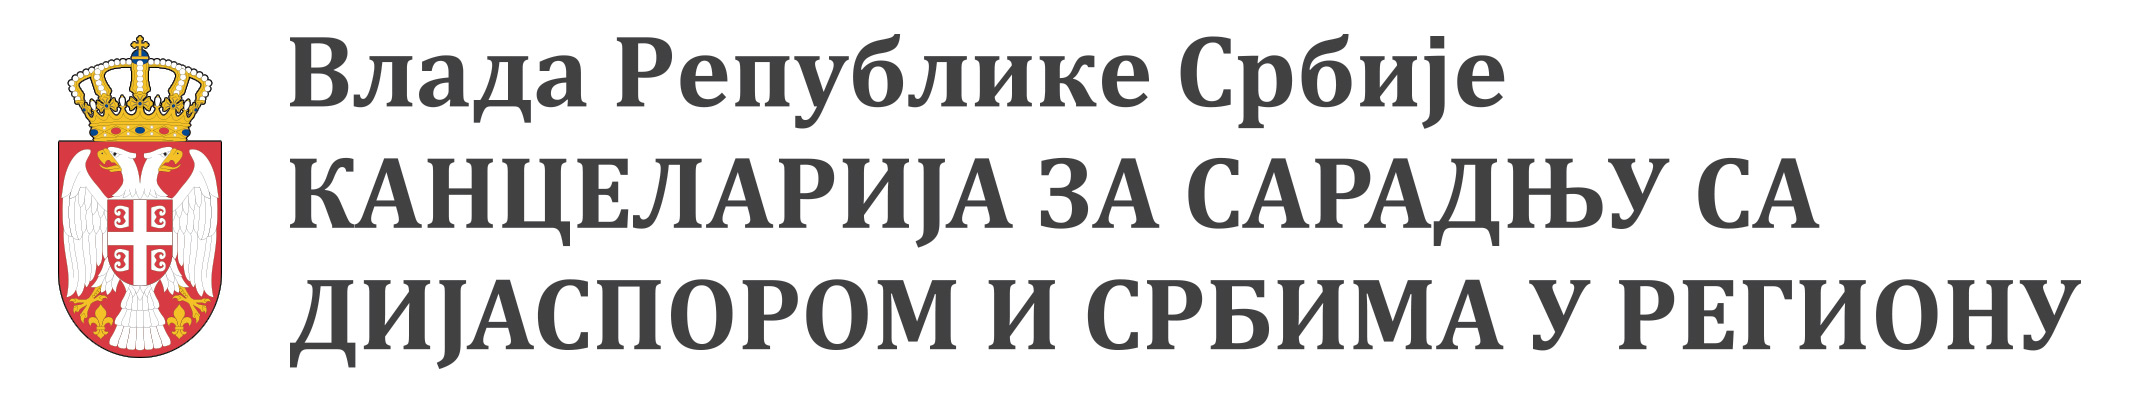 Влада Републике Србије
КАНЦЕЛАРИЈА ЗА САРАДЊУ СА
ДИЈАСПОРОМ И СРБИМА У РЕГИОНУ